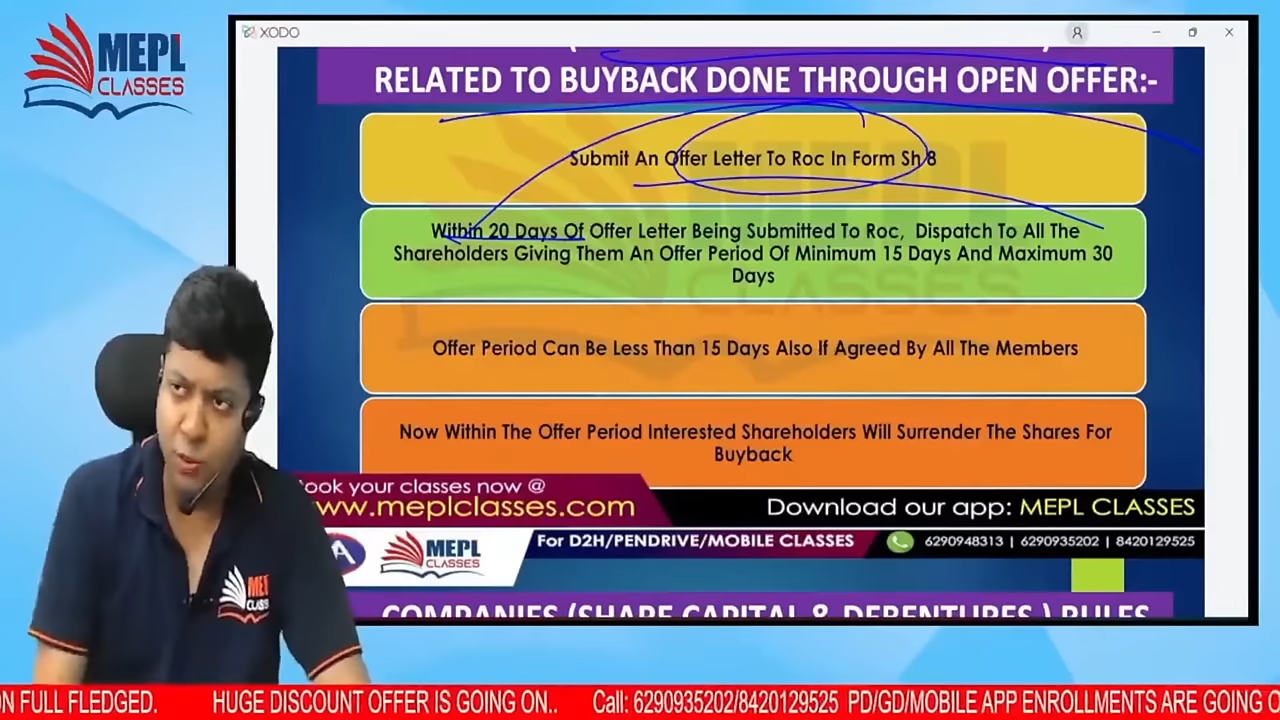 MEPL
CLASSES
XODO
RELATED TO BUYBACK DONE THROUGH OPEN OFFER:-
Submit An Offer Letter To Roc In Form Sh 8
Within 20 Days Of Offer Letter Being Submitted To Roc, Dispatch To All The
Shareholders Giving Them An Offer Period Of Minimum 15 Days And Maximum 30
Days
Offer Period Can Be Less Than 15 Days Also If Agreed By All The Members
Now Within The Offer Period Interested Shareholders Will Surrender The Shares For
Buyback
ook your classes now @
www.meplclasses.com
Download our app: MEPL CLASSES
A
MEPL
CLASSES
For D2H/PENDRIVE/MOBILE CLASSES
6290948313 | 6290935202 | 8420129525
COMPANIES (SHARE CAPITAL & DEBENTURES ) RULES
ON FULL FLEDGED. HUGE DISCOUNT OFFER IS GOING ON.. Call: 6290935202/8420129525 PD/GD/MOBILE APP ENROLLMENTS ARE GOING O